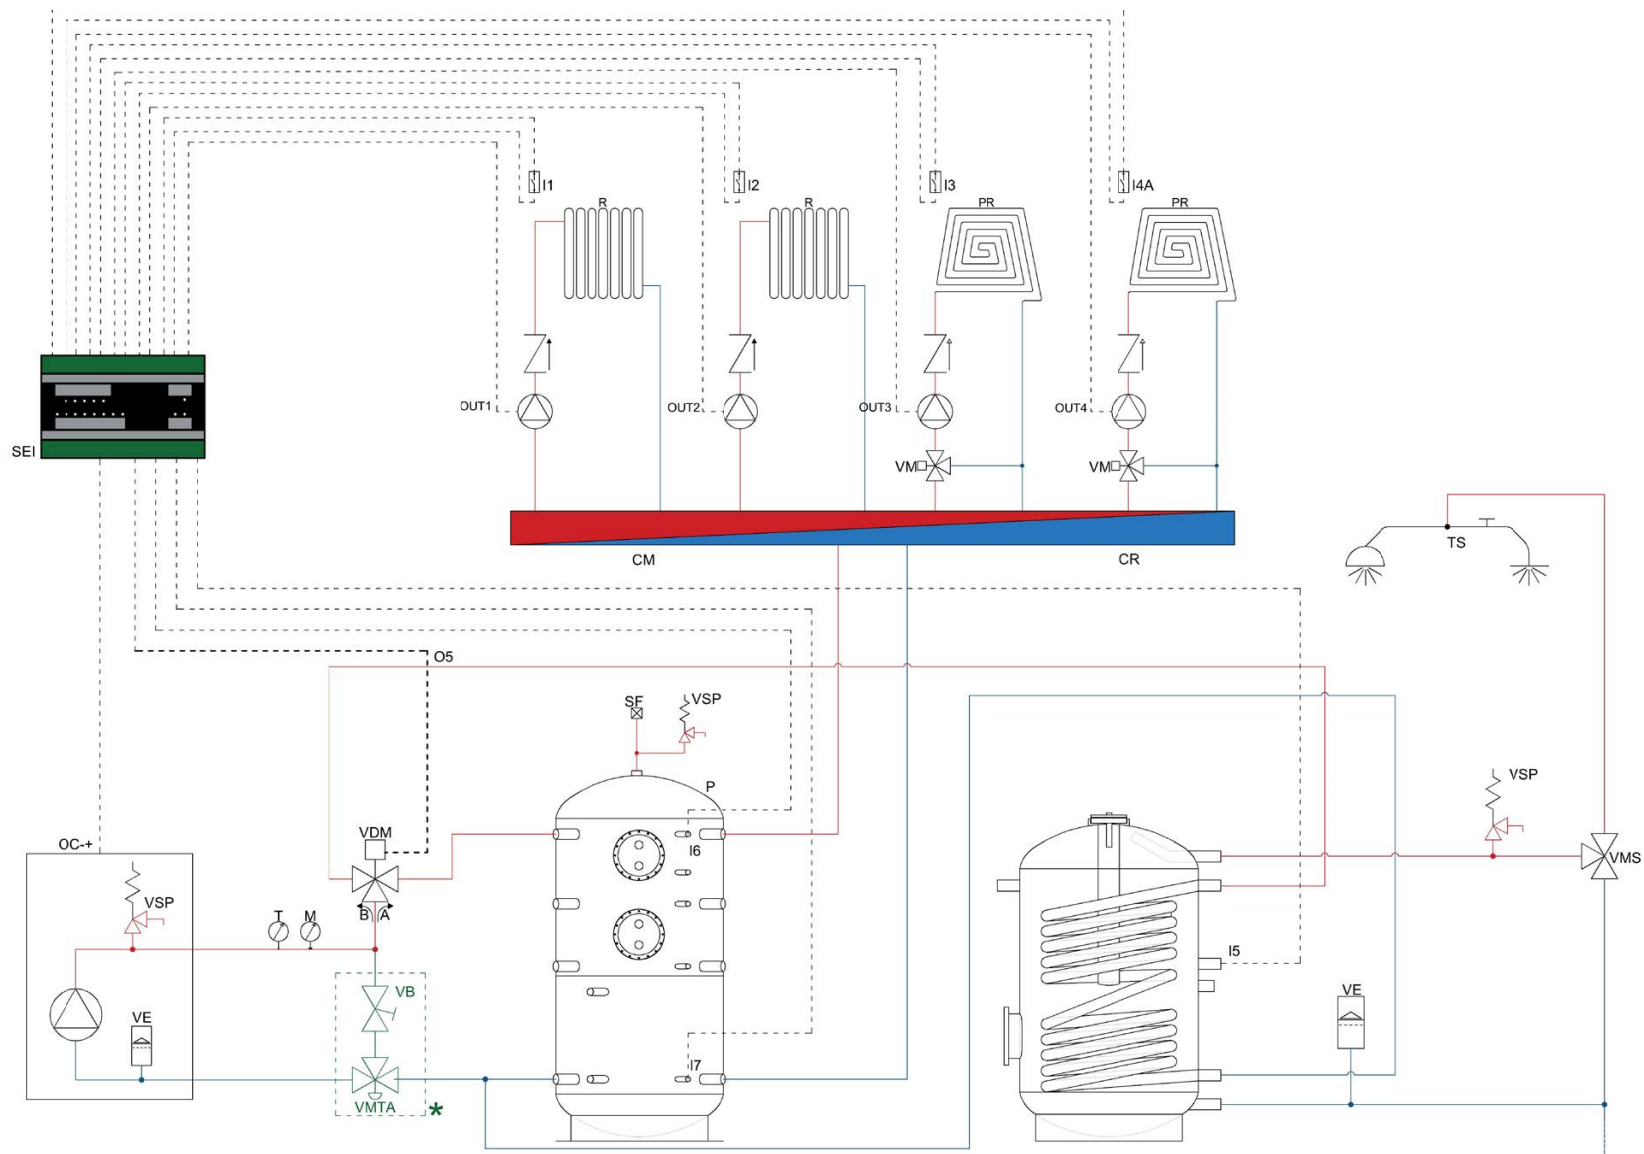 I1
I2
I3
I4A
R
R
PR
PR
OUT1
OUT2
OUT3
OUT4
SEI
VM
VM
CM
CR
TS
O5
SF
VSP
P
VSP
VDM
OC-+
I6
VMS
VSP
B
A
T
M
I5
VB
VE
VE
I7
VMTA
*